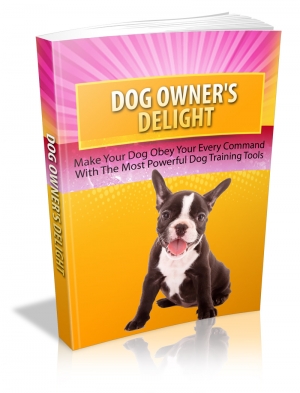 DOG OWNER'S
DELIGHT
Make Your Dog Obey Your Every Command
With The Most Powerful Dog Training Tools
DOG OWNER'S DELIGHT